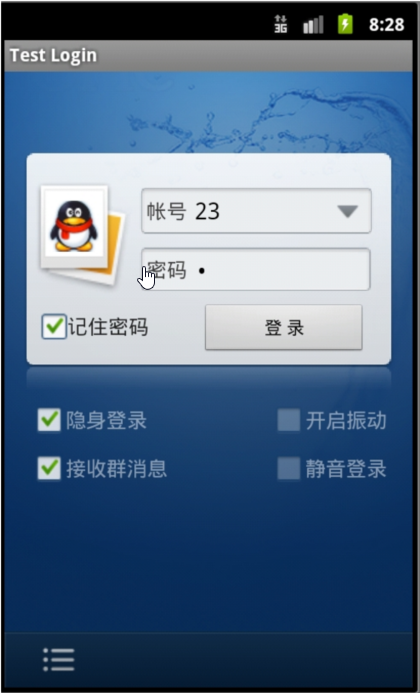 3G 8:28
Test Login
帐号 23
密码 •
记住密码 登录
隐身登录 开启振动
接收群消息 静音登录